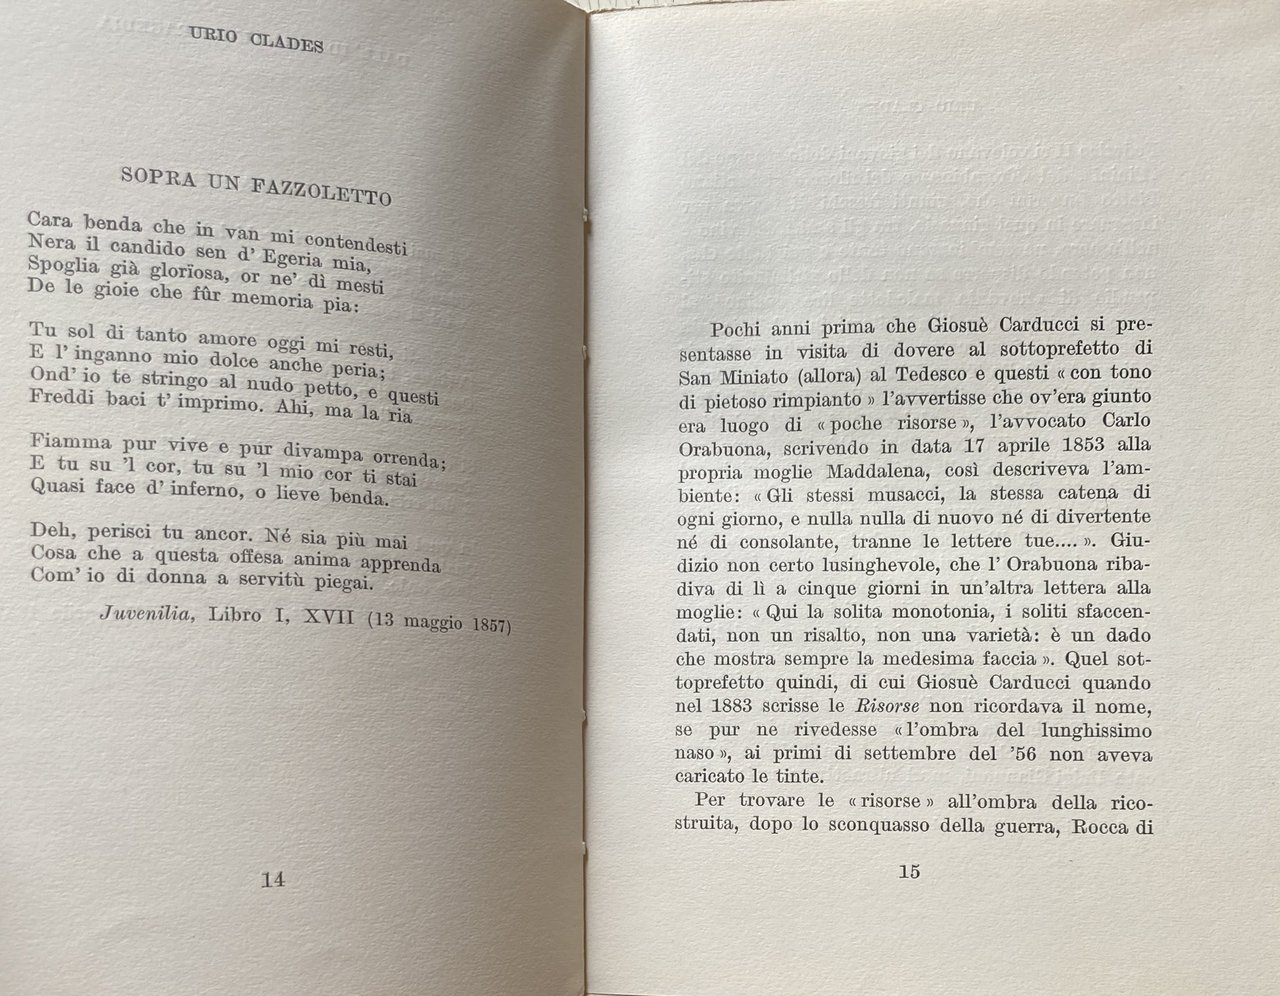 URIO CLADES
SOPRA UN FAZZOLETTO
Cara benda che in van mi contendesti
Nera il candido sen d' Egeria mia,
Spoglia già glorïosa, or ne' dì mesti
De le gioie che fûr memoria pia:
Tu sol di tanto amore oggi mi resti,
E l' inganno mio dolce anche peria;
Ond' io te stringo al nudo petto, e questi
Freddi baci t' imprimo. Ahi, ma la ria
Fiamma pur vive e pur divampa orrenda;
E tu su 'l cor, tu su 'l mio cor ti stai
Quasi face d' inferno, o lieve benda.
Deh, perisci tu ancor. Né sia più mai
Cosa che a questa offesa anima apprenda
Com' io di donna a servitù piegai.
Juvenilia, Libro I, XVII (13 maggio 1857)
14
Pochi anni prima che Giosuè Carducci si pre-
sentasse in visita di dovere al sottoprefetto di
San Miniato (allora) al Tedesco e questi « con tono
di pietoso rimpianto » l'avvertisse che ov'era giunto
era luogo di « poche risorse », l'avvocato Carlo
Orabuona, scrivendo in data 17 aprile 1853 alla
propria moglie Maddalena, così descriveva l'am-
biente: « Gli stessi musacci, la stessa catena di
ogni giorno, e nulla nulla di nuovo né di divertente
né di consolante, tranne le lettere tue.... ». Giu-
dizio non certo lusinghevole, che l' Orabuona riba-
diva di lì a cinque giorni in un'altra lettera alla
moglie: « Qui la solita monotonia, i soliti sfaccen-
dati, non un risalto, non una varietà: è un dado
che mostra sempre la medesima faccia ». Quel sot-
toprefetto quindi, di cui Giosuè Carducci quando
nel 1883 scrisse le Risorse non ricordava il nome,
se pur ne rivedesse « l'ombra del lunghissimo
naso », ai primi di settembre del '56 non aveva
caricato le tinte.
Per trovare le « risorse » all'ombra della rico-
struita, dopo lo sconquasso della guerra, Rocca di
15